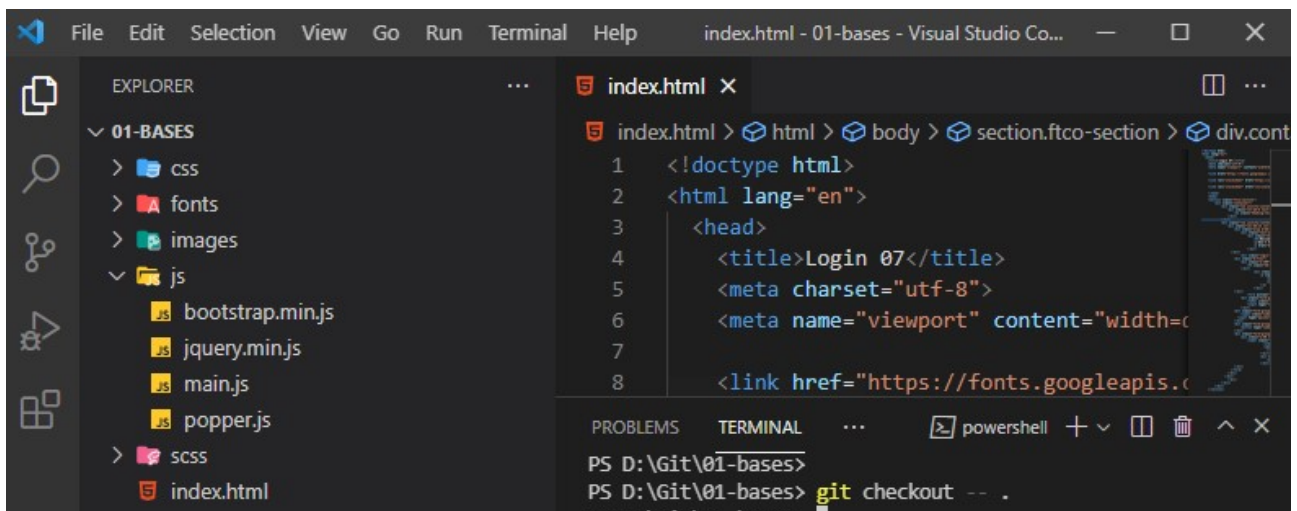 File Edit Selection View Go Run Terminal Help index.html - 01-bases - Visual Studio Co...
EXPLORER ...
01-BASES
css
fonts
images
js
JS bootstrap.min.js
JS jquery.min.js
JS main.js
JS popper.js
scss
index.html
index.html
index.html > html > body > section.ftco-section > div.cont
1 <!doctype html>
2 <html lang="en">
3 <head>
4 <title>Login 07</title>
5 <meta charset="utf-8">
6 <meta name="viewport" content="width=
7
8 <link href="https://fonts.googleapis.
PROBLEMS TERMINAL ... powershell
PS D:\Git\01-bases>
PS D:\Git\01-bases> git checkout -- .